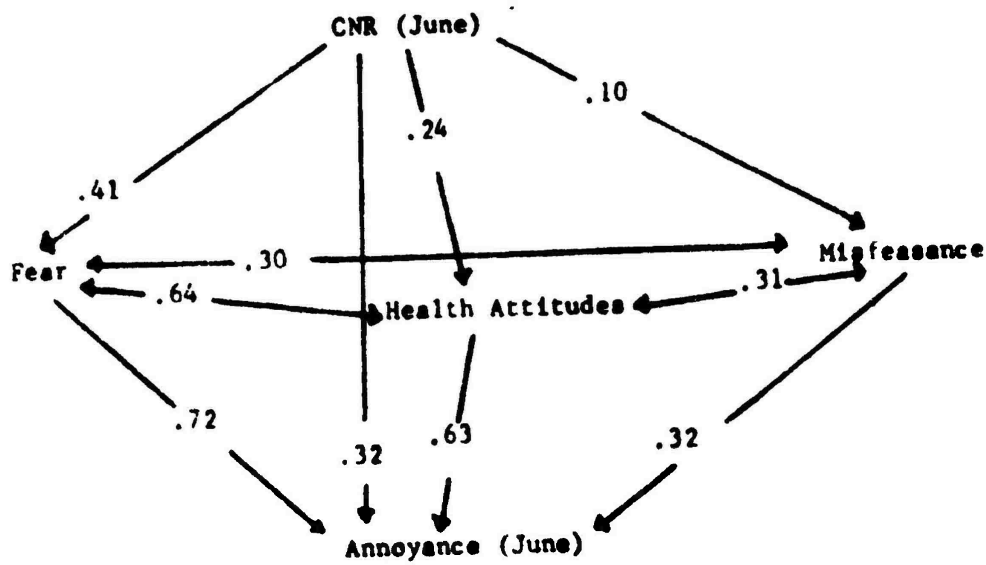 CNR (June)
.10
.24
.41
Misfeasance
.30
Fear
.31
.64
Health Attitudes
.72
.63
.32
.32
Annoyance (June)